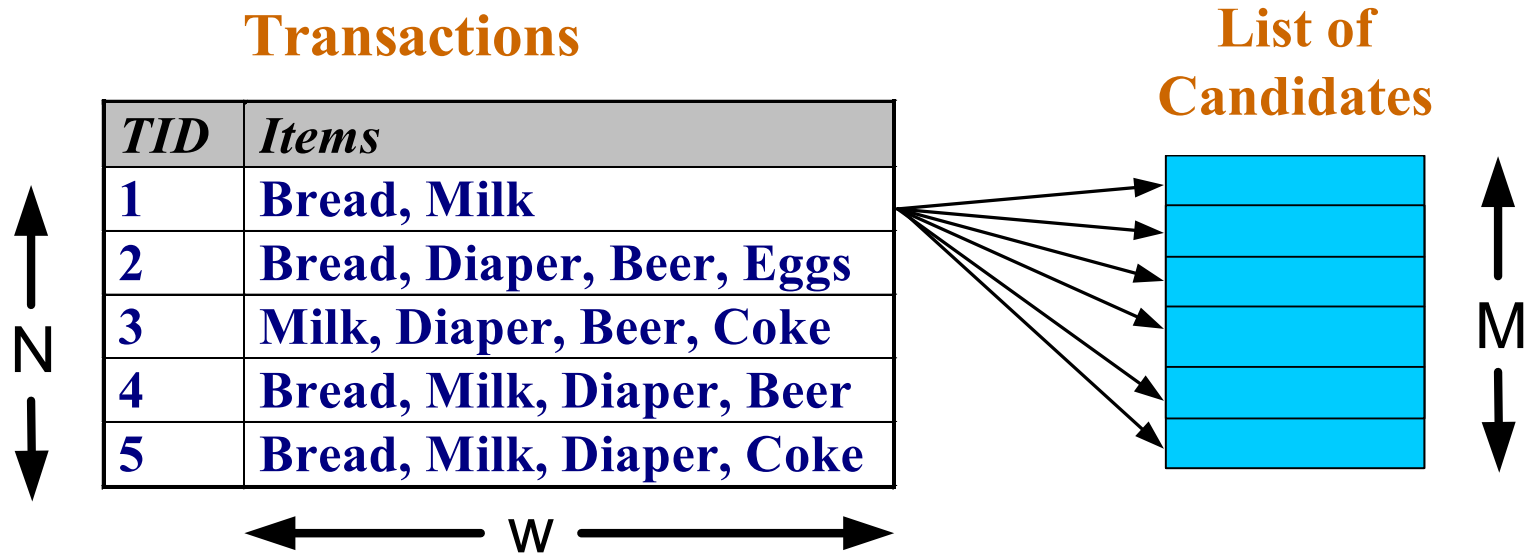 Transactions
List of
Candidates
TID Items
1 Bread, Milk
2 Bread, Diaper, Beer, Eggs
3 Milk, Diaper, Beer, Coke
4 Bread, Milk, Diaper, Beer
5 Bread, Milk, Diaper, Coke
N
M
w